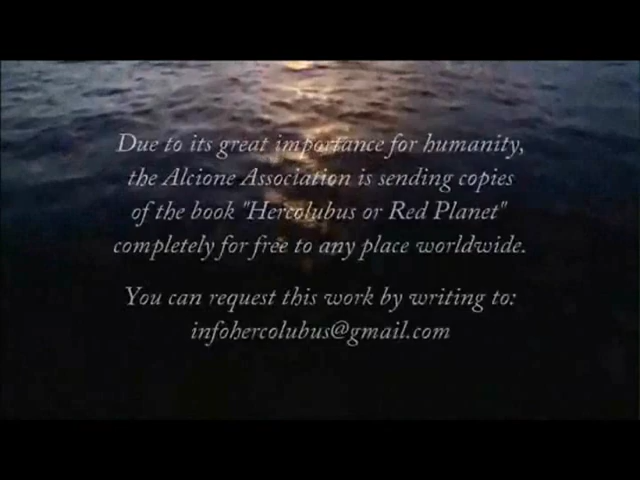 Due to its great importance for humanity,
the Alcione Association is sending copies
of the book "Hercolubus or Red Planet"
completely for free to any place worldwide.
You can request this work by writing to:
infohercolubus@gmail.com